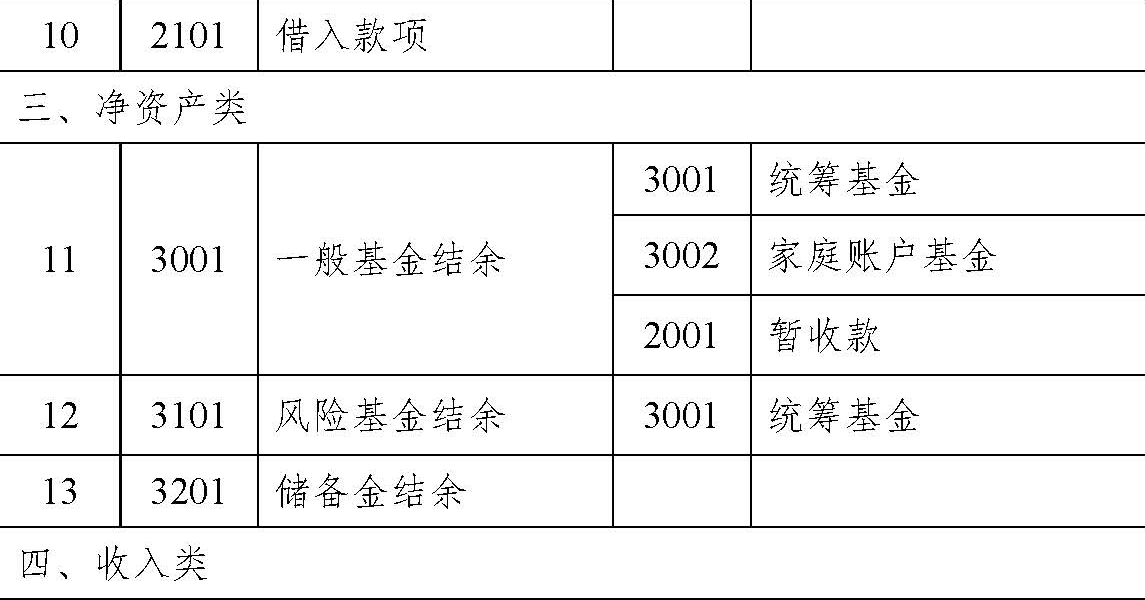 10 2101 借入款项
三、净资产类
3001 统筹基金
11 3001 一般基金结余 3002 家庭账户基金
2001 暂收款
12 3101 风险基金结余 3001 统筹基金
13 3201 储备金结余
四、收入类